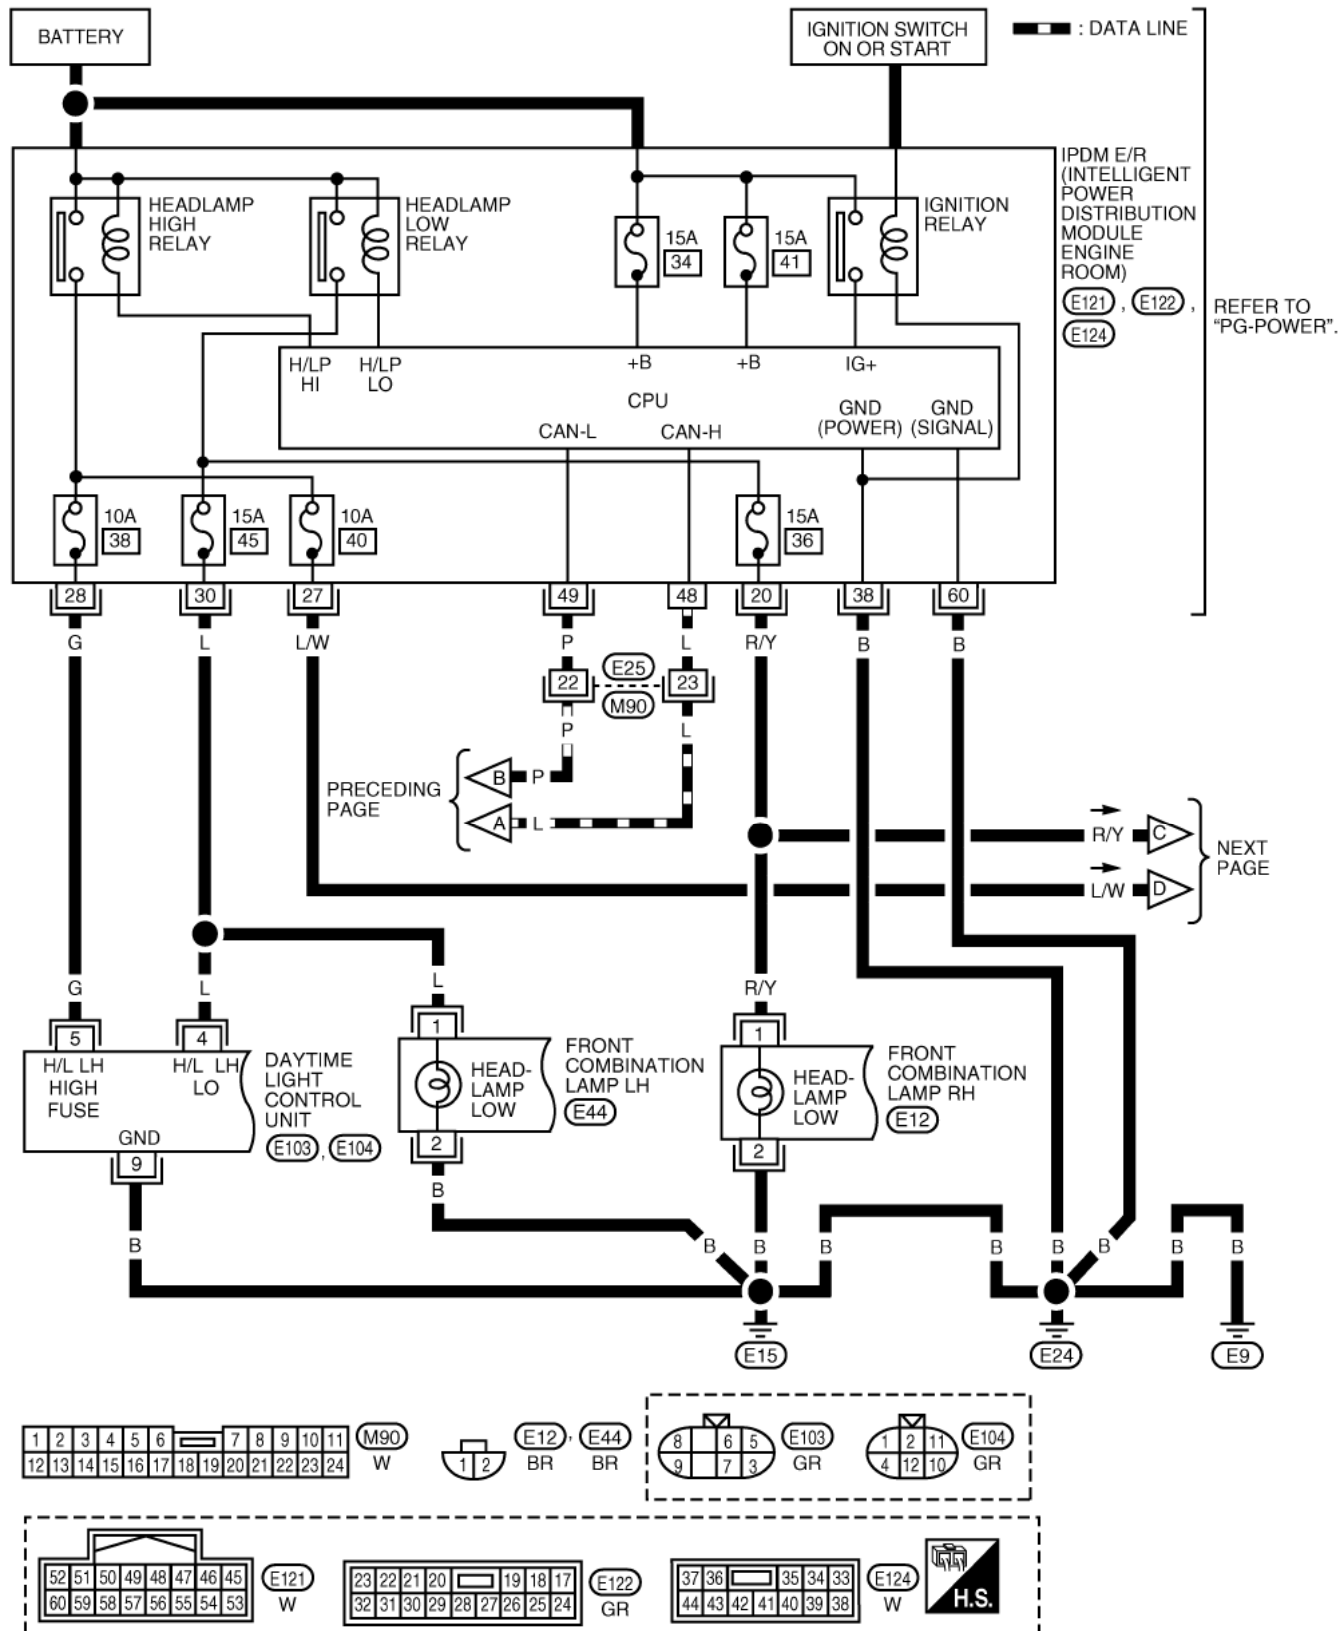 BATTERY
IGNITION SWITCH
ON OR START
: DATA LINE
IPDM E/R
(INTELLIGENT
POWER
DISTRIBUTION
MODULE
ENGINE
ROOM)
E121 , E122 ,
E124
REFER TO
“PG-POWER”.
HEADLAMP
HIGH
RELAY
HEADLAMP
LOW
RELAY
15A
34
15A
41
IGNITION
RELAY
H/LP
HI
H/LP
LO
+B
+B
IG+
CPU
CAN-L
CAN-H
GND
(POWER)
GND
(SIGNAL)
10A
38
15A
45
10A
40
15A
36
28
30
27
49
48
20
38
60
G
L
L/W
P
L
R/Y
B
B
22
E25
M90
23
P
L
PRECEDING
PAGE
B
P
A
L
R/Y
C
L/W
D
NEXT
PAGE
G
L
L
R/Y
5
4
1
1
H/L LH
HIGH
FUSE
H/L LH
LO
GND
9
DAYTIME
LIGHT
CONTROL
UNIT
E103 , E104
HEAD-
LAMP
LOW
2
FRONT
COMBINATION
LAMP LH
E44
HEAD-
LAMP
LOW
2
FRONT
COMBINATION
LAMP RH
E12
B
B
B
B
B
B
B
B
B
B
E15
E24
E9
1 2 3 4 5 6 7 8 9 10 11
12 13 14 15 16 17 18 19 20 21 22 23 24
M90
W
1 2
E12 , E44
BR BR
8 6 5
9 7 3
E103
GR
1 2 11
4 12 10
E104
GR
52 51 50 49 48 47 46 45
60 59 58 57 56 55 54 53
E121
W
23 22 21 20 19 18 17
32 31 30 29 28 27 26 25 24
E122
GR
37 36 35 34 33
44 43 42 41 40 39 38
E124
W
H.S.